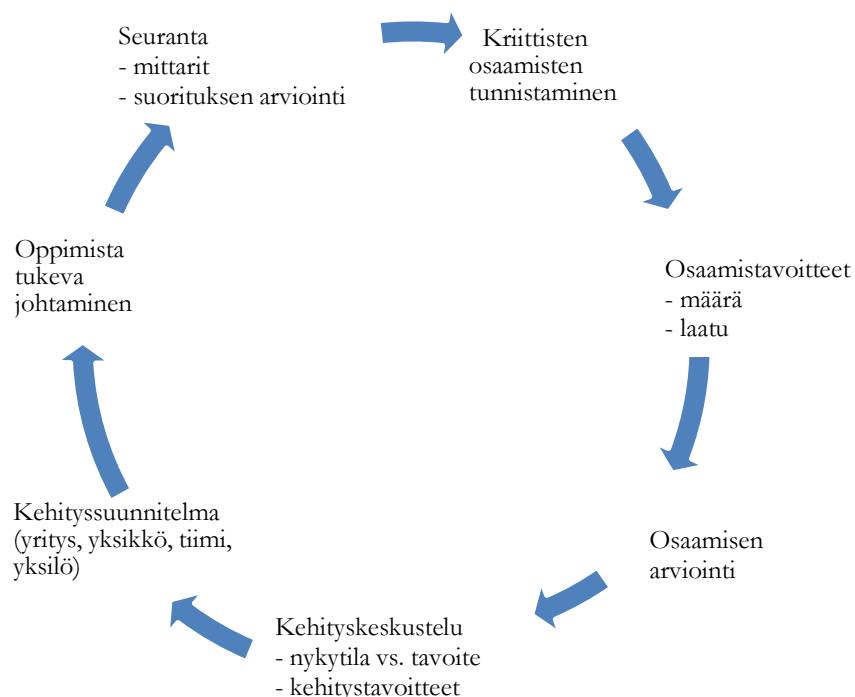 Seuranta
- mittarit
- suorituksen arviointi
Kriittisten
osaamisten
tunnistaminen
Osaamistavoitteet
- määrä
- laatu
Osaamisen
arviointi
Kehityskeskustelu
- nykytila vs. tavoite
- kehitystavoitteet
Kehityssuunnitelma
(yritys, yksikkö, tiimi,
yksilö)
Oppimista
tukeva
johtaminen